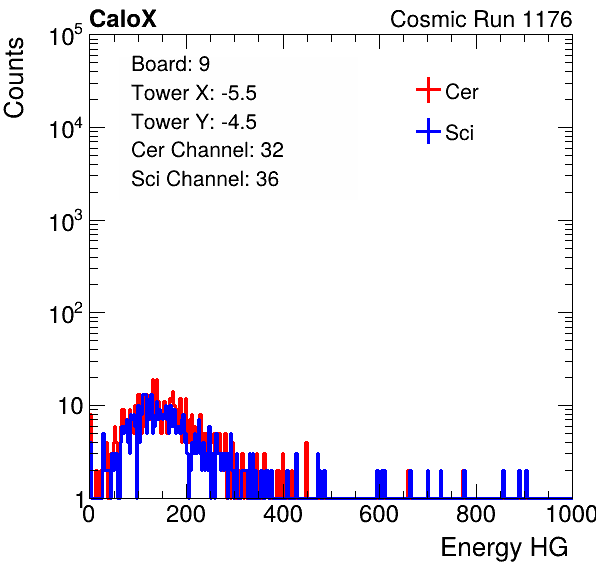 CaloX Cosmic Run 1176
Counts
Board: 9
Tower X: -5.5
Tower Y: -4.5
Cer Channel: 32
Sci Channel: 36
Cer
Sci
10^5
10^4
10^3
10^2
10
1
0 200 400 600 800 1000
Energy HG